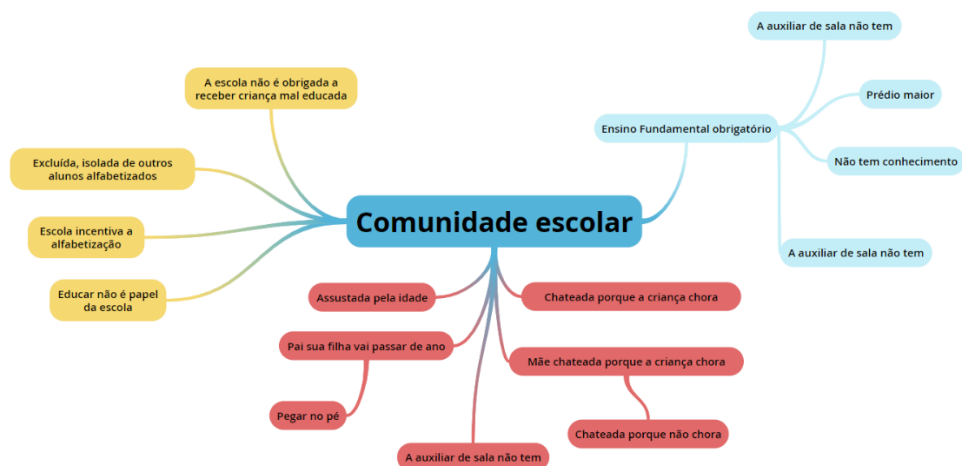 A auxiliar de sala não tem
A escola não é obrigada a
receber criança mal educada
Prédio maior
Ensino Fundamental obrigatório
Excluída, isolada de outros
alunos alfabetizados
Não tem conhecimento
Comunidade escolar
Escola incentiva a
alfabetização
A auxiliar de sala não tem
Educar não é papel
da escola
Assustada pela idade
Chateada porque a criança chora
Pai sua filha vai passar de ano
Mãe chateada porque a criança chora
Pegar no pé
Chateada porque não chora
A auxiliar de sala não tem